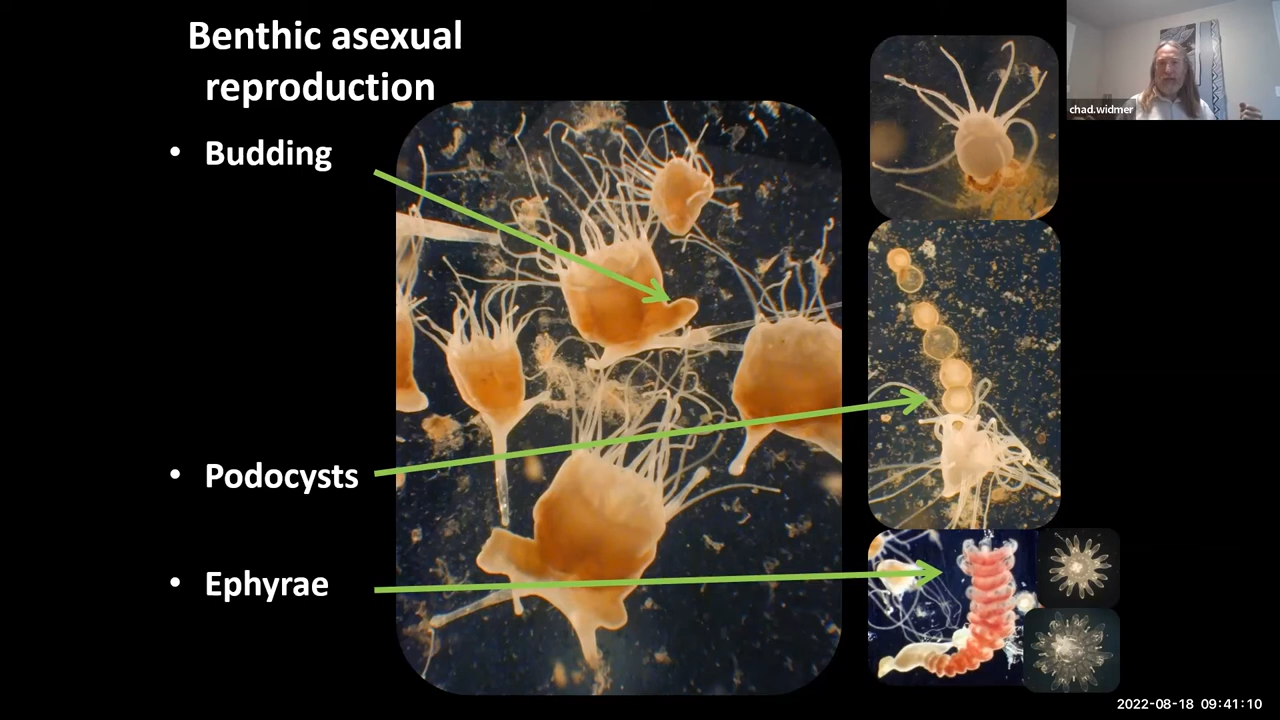 Benthic asexual
reproduction
• Budding
• Podocysts
• Ephyrae
chad.widmer
2022-08-18 09:41:10